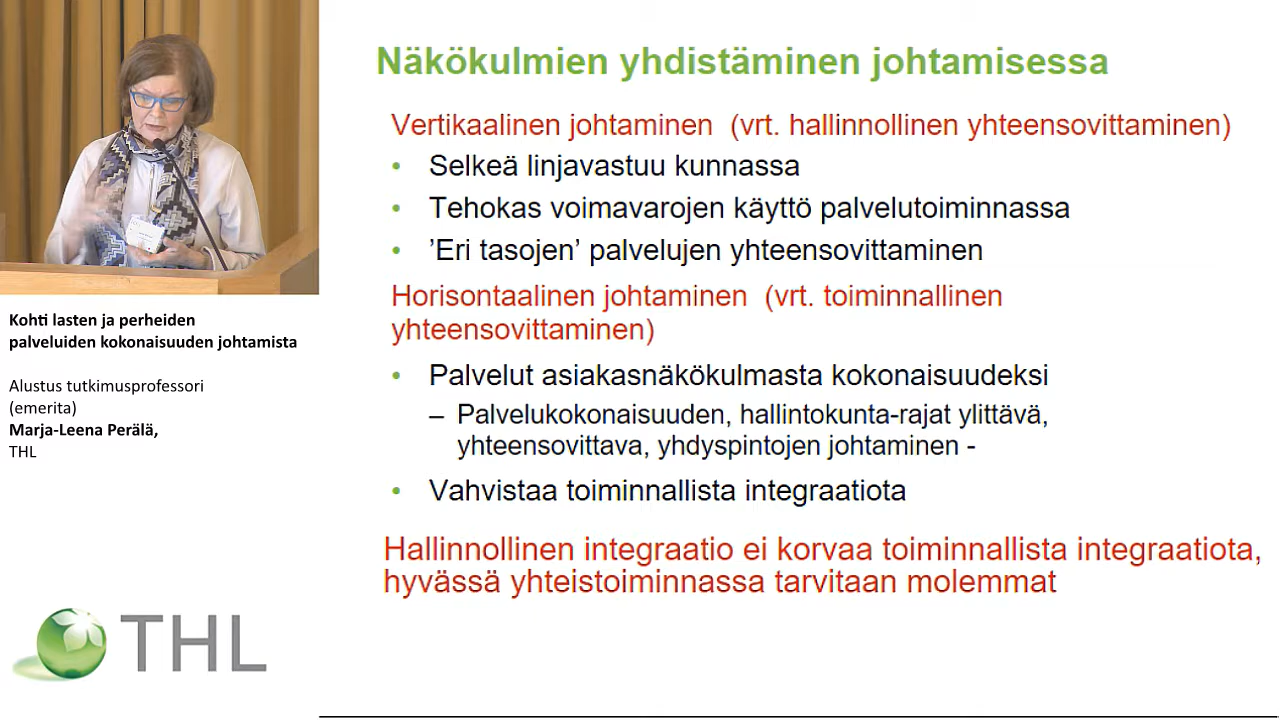 Näkökulmien yhdistäminen johtamisessa
Vertikaalinen johtaminen (vrt. hallinnollinen yhteensovittaminen)
• Selkeä linjavastuu kunnassa
• Tehokas voimavarojen käyttö palvelutoiminnassa
• ’Eri tasojen’ palvelujen yhteensovittaminen
Horisontaalinen johtaminen (vrt. toiminnallinen
yhteensovittaminen)
• Palvelut asiakasnäkökulmasta kokonaisuudeksi
– Palvelukokonaisuuden, hallintokunta-rajat ylittävä,
yhteensovittava, yhdyspintojen johtaminen -
• Vahvistaa toiminnallista integraatiota
Hallinnollinen integraatio ei korvaa toiminnallista integraatiota,
hyvässä yhteistoiminnassa tarvitaan molemmat
Kohti lasten ja perheiden
palveluiden kokonaisuuden johtamista
Alustus tutkimusprofessori
(emerita)
Marja-Leena Perälä,
THL
THL